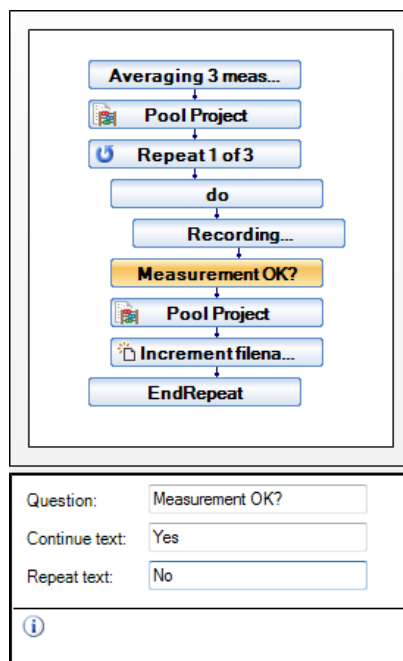 Averaging 3 meas...
Pool Project
Repeat 1 of 3
do
Recording...
Measurement OK?
Pool Project
Increment filena...
EndRepeat
Question: Measurement OK?
Continue text: Yes
Repeat text: No